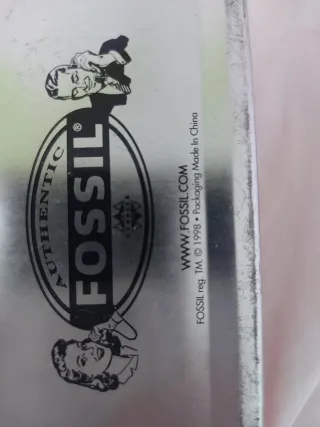 AUTHENTIC
FOSSIL®
WWW.FOSSIL.COM
FOSSIL reg. TM. © 1998 • Packaging Made In China